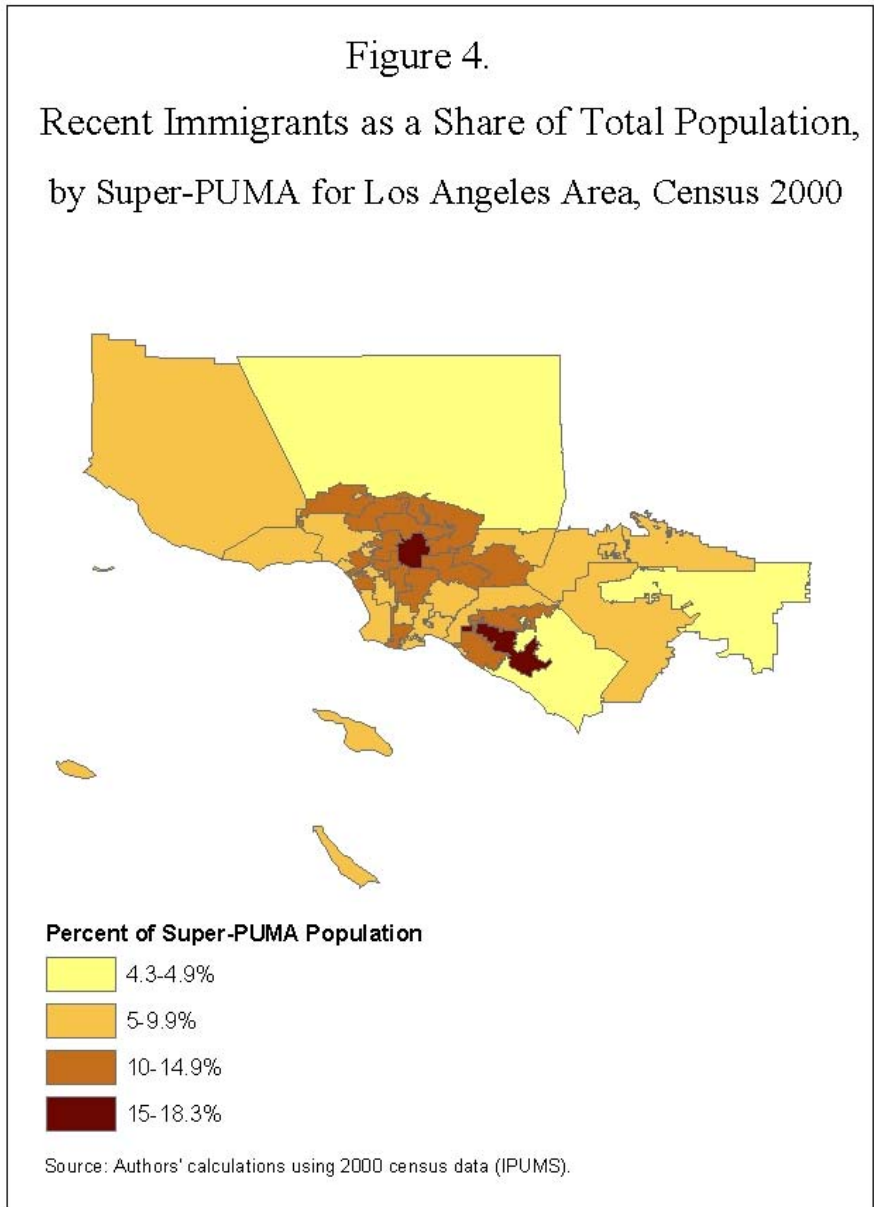 Figure 4.
Recent Immigrants as a Share of Total Population,
by Super-PUMA for Los Angeles Area, Census 2000
Percent of Super-PUMA Population
4.3-4.9%
5-9.9%
10-14.9%
15-18.3%
Source: Authors' calculations using 2000 census data (IPUMS).